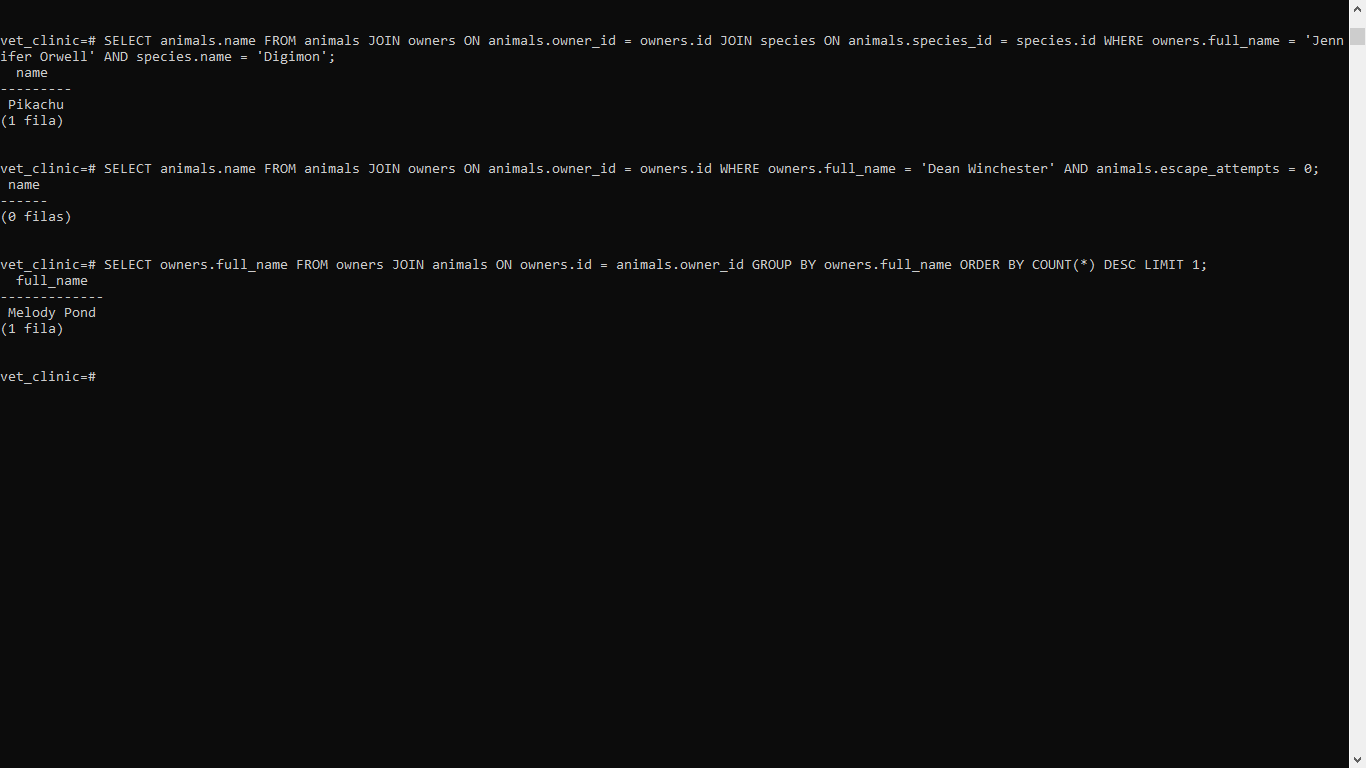 vet_clinic=# SELECT animals.name FROM animals JOIN owners ON animals.owner_id = owners.id JOIN species ON animals.species_id = species.id WHERE owners.full_name = 'Jenn
ifer Orwell' AND species.name = 'Digimon';
  name
---------
 Pikachu
(1 fila)
vet_clinic=# SELECT animals.name FROM animals JOIN owners ON animals.owner_id = owners.id WHERE owners.full_name = 'Dean Winchester' AND animals.escape_attempts = 0;
 name
------
(0 filas)
vet_clinic=# SELECT owners.full_name FROM owners JOIN animals ON owners.id = animals.owner_id GROUP BY owners.full_name ORDER BY COUNT(*) DESC LIMIT 1;
  full_name
-------------
 Melody Pond
(1 fila)
vet_clinic=#